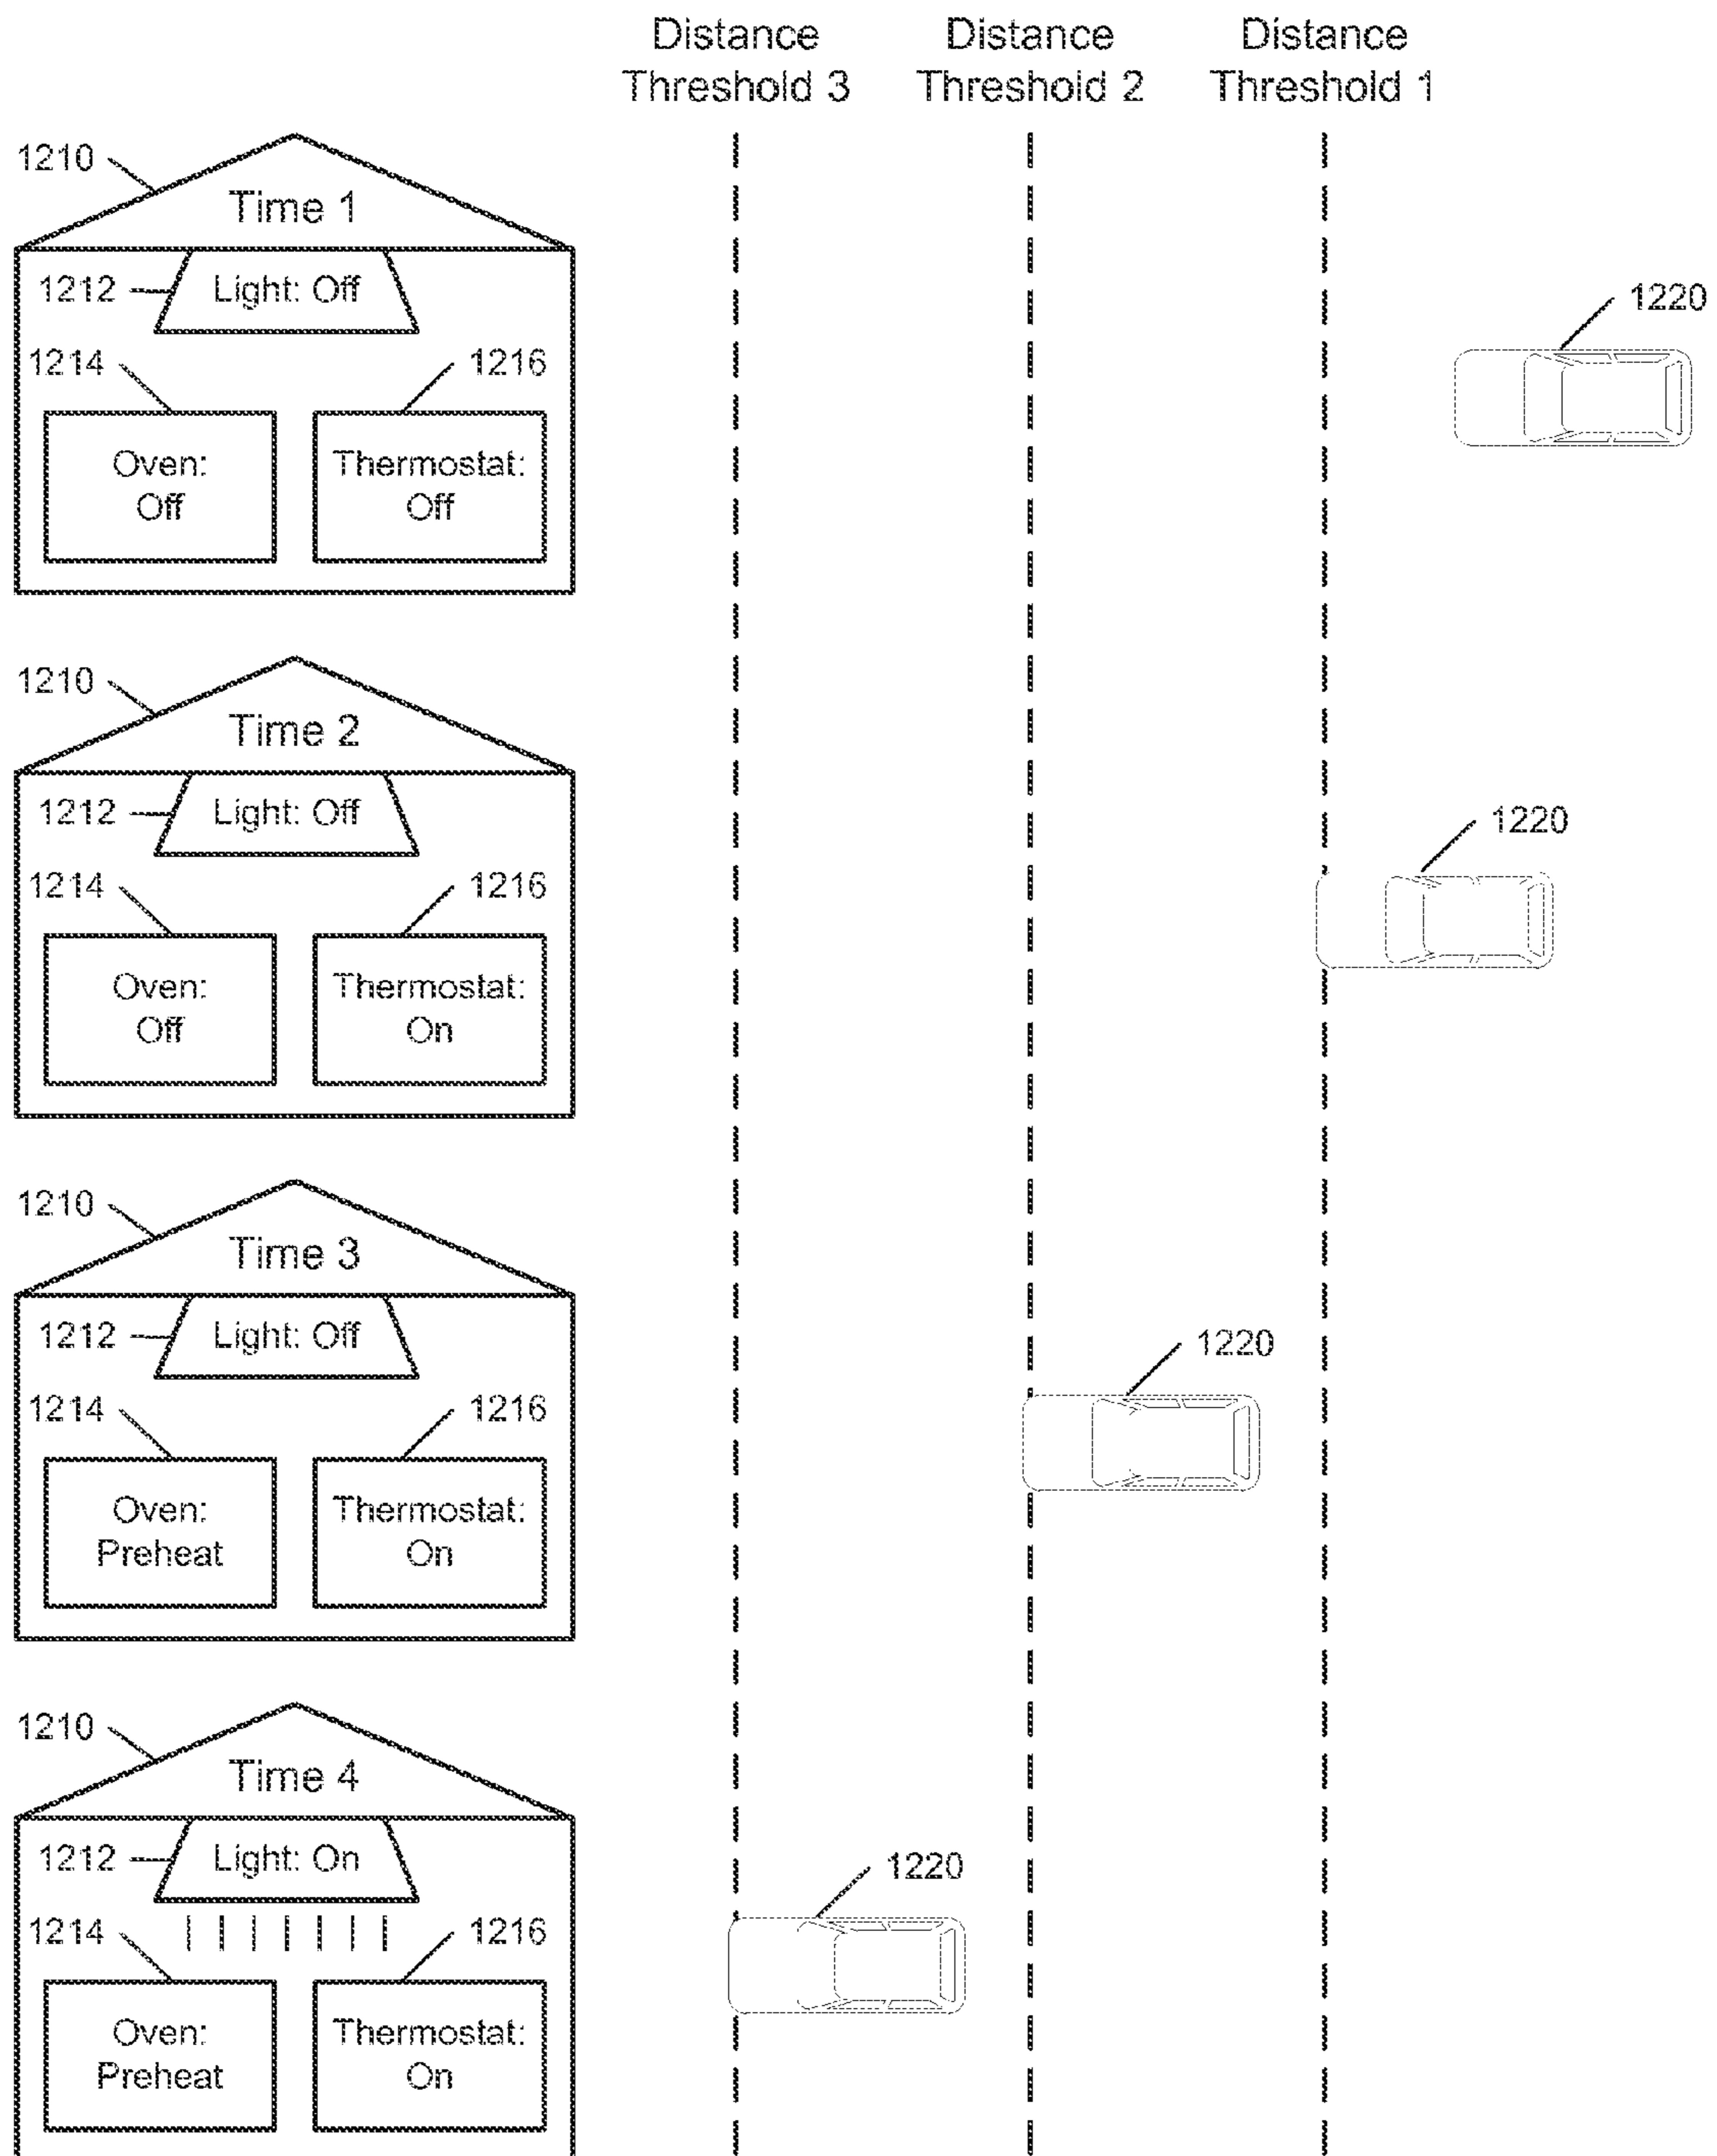 Distance
Threshold 3
Distance
Threshold 2
Distance
Threshold 1
1210
Time 1
1212
Light: Off
1220
1214
1216
Oven:
Off
Thermostat:
Off
1210
Time 2
1212
Light: Off
1220
1214
1216
Oven:
Off
Thermostat:
On
1210
Time 3
1212
Light: Off
1220
1214
1216
Oven:
Preheat
Thermostat:
On
1210
Time 4
1212
Light: On
1220
1214
1216
Oven:
Preheat
Thermostat:
On